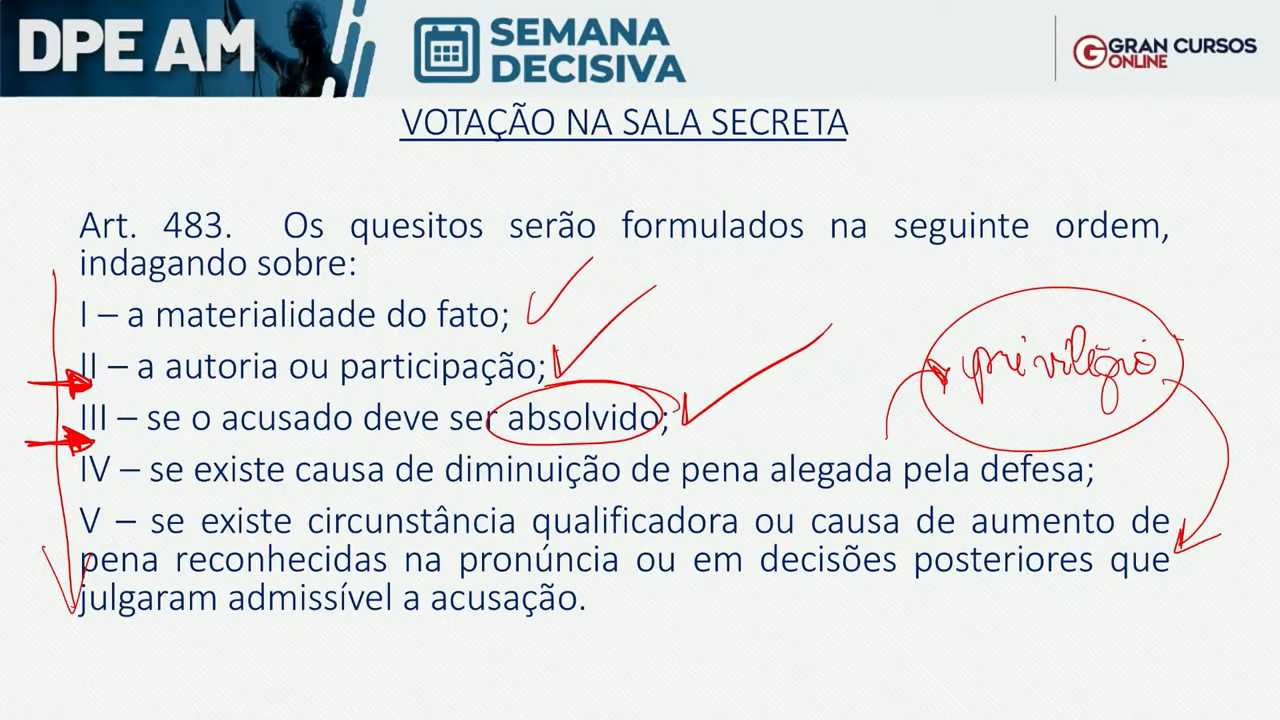 DPE AM
SEMANA
DECISIVA
GRAN CURSOS
ONLINE
VOTAÇÃO NA SALA SECRETA
Art. 483. Os quesitos serão formulados na seguinte ordem,
indagando sobre:
I – a materialidade do fato;
II – a autoria ou participação;
privilégio
III – se o acusado deve ser absolvido;
IV – se existe causa de diminuição de pena alegada pela defesa;
V – se existe circunstância qualificadora ou causa de aumento de
pena reconhecidas na pronúncia ou em decisões posteriores que
julgaram admissível a acusação.